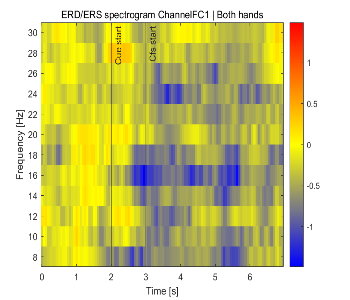 ERD/ERS spectrogram ChannelFC1 | Both hands
Cue start
Cfs start
Frequency [Hz]
30
28
26
24
22
20
18
16
14
12
10
8
0 1 2 3 4 5 6
Time [s]
1
0.5
0
-0.5
-1